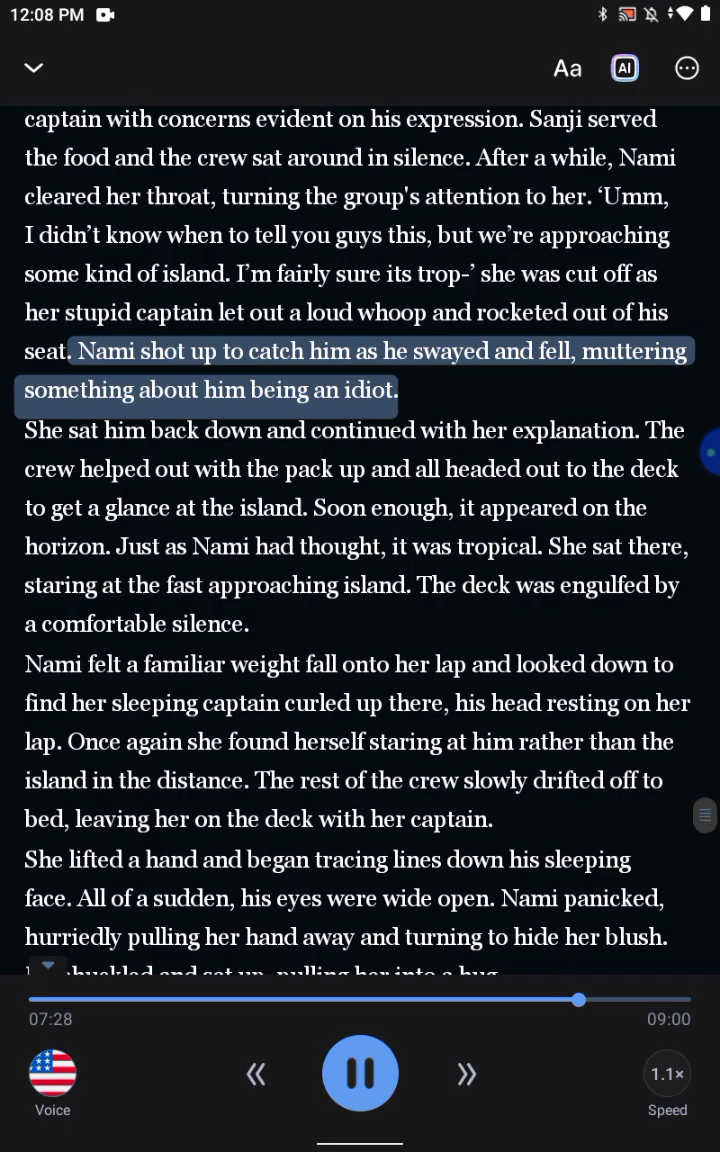 12:08 PM
Aa
AI
captain with concerns evident on his expression. Sanji served
the food and the crew sat around in silence. After a while, Nami
cleared her throat, turning the group's attention to her. ‘Umm,
I didn’t know when to tell you guys this, but we’re approaching
some kind of island. I’m fairly sure its trop-’ she was cut off as
her stupid captain let out a loud whoop and rocketed out of his
seat. Nami shot up to catch him as he swayed and fell, muttering
something about him being an idiot.
She sat him back down and continued with her explanation. The
crew helped out with the pack up and all headed out to the deck
to get a glance at the island. Soon enough, it appeared on the
horizon. Just as Nami had thought, it was tropical. She sat there,
staring at the fast approaching island. The deck was engulfed by
a comfortable silence.
Nami felt a familiar weight fall onto her lap and looked down to
find her sleeping captain curled up there, his head resting on her
lap. Once again she found herself staring at him rather than the
island in the distance. The rest of the crew slowly drifted off to
bed, leaving her on the deck with her captain.
She lifted a hand and began tracing lines down his sleeping
face. All of a sudden, his eyes were wide open. Nami panicked,
hurriedly pulling her hand away and turning to hide her blush.
and sat up, pulling her into a hug
07:28
09:00
1.1×
Voice
Speed